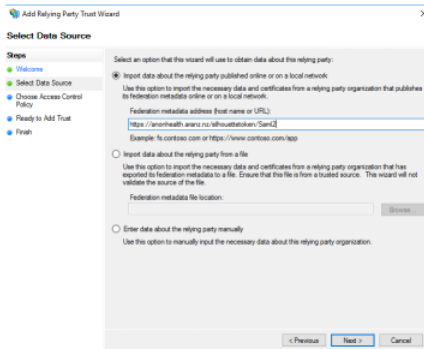 Add Relying Party Trust Wizard
Select Data Source
Steps
Welcome
Select Data Source
Choose Access Control
Policy
Ready to Add Trust
Finish
Select an option that this wizard will use to obtain data about this relying party:
Import data about the relying party published online or on a local network
Use this option to import the necessary data and certificates from a relying party organization that publishes
its federation metadata online or on a local network.
Federation metadata address (host name or URL):
https://anonhealth.aranz.nz/silhouettetoken/Saml2
Example: fs.contoso.com or https://www.contoso.com/app
Import data about the relying party from a file
Use this option to import the necessary data and certificates from a relying party organization that has
exported its federation metadata to a file. Ensure that this file is from a trusted source. This wizard will not
validate the source of the file.
Federation metadata file location:
Browse...
Enter data about the relying party manually
Use this option to manually input the necessary data about this relying party organization.
< Previous
Next >
Cancel